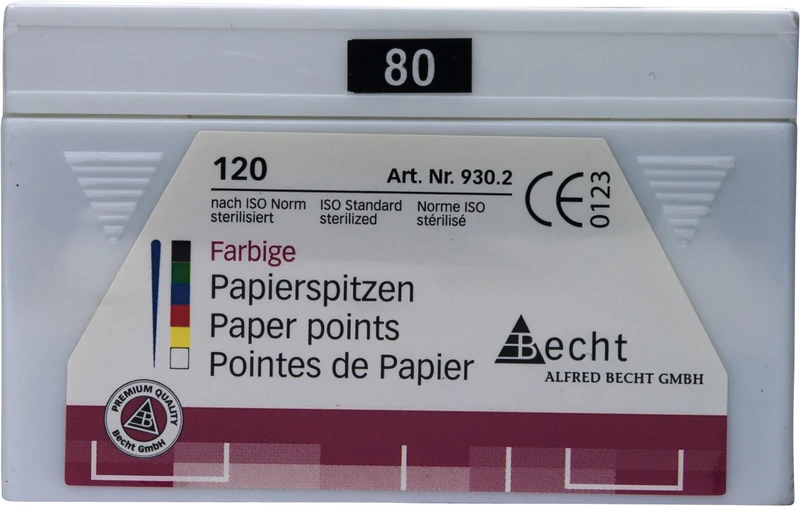 80
120
Art. Nr. 930.2
nach ISO Norm
sterilisiert
ISO Standard
sterilized
Norme ISO
stérilisé
CE
0123
Farbige
Papierspitzen
Paper points
Pointes de Papier
Becht
ALFRED BECHT GMBH
PREMIUM QUALITY
B
Becht GmbH